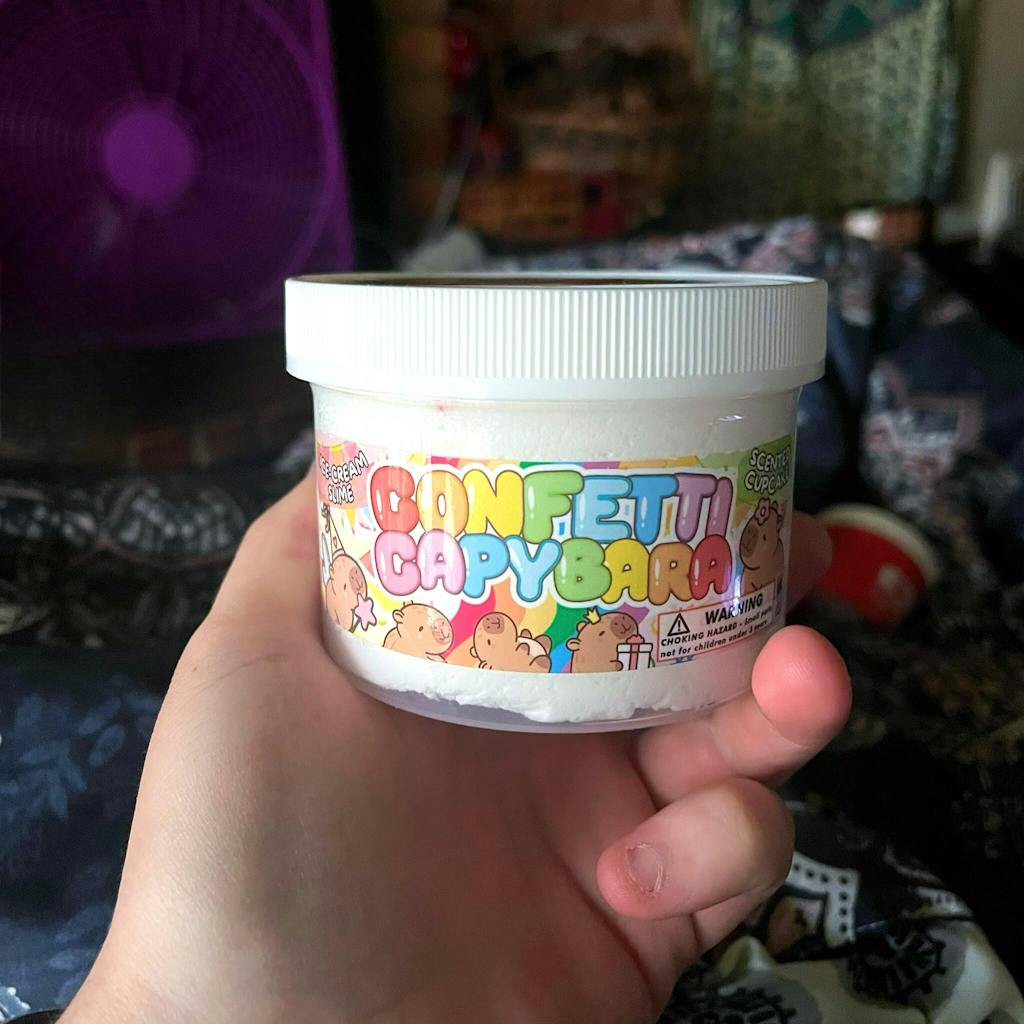 ICE-CREAM
SLIME
CONFETTI
CAPYBARA
SCENTED
CUPCAKE
WARNING
CHOKING HAZARD - Small parts
not for children under 3 years